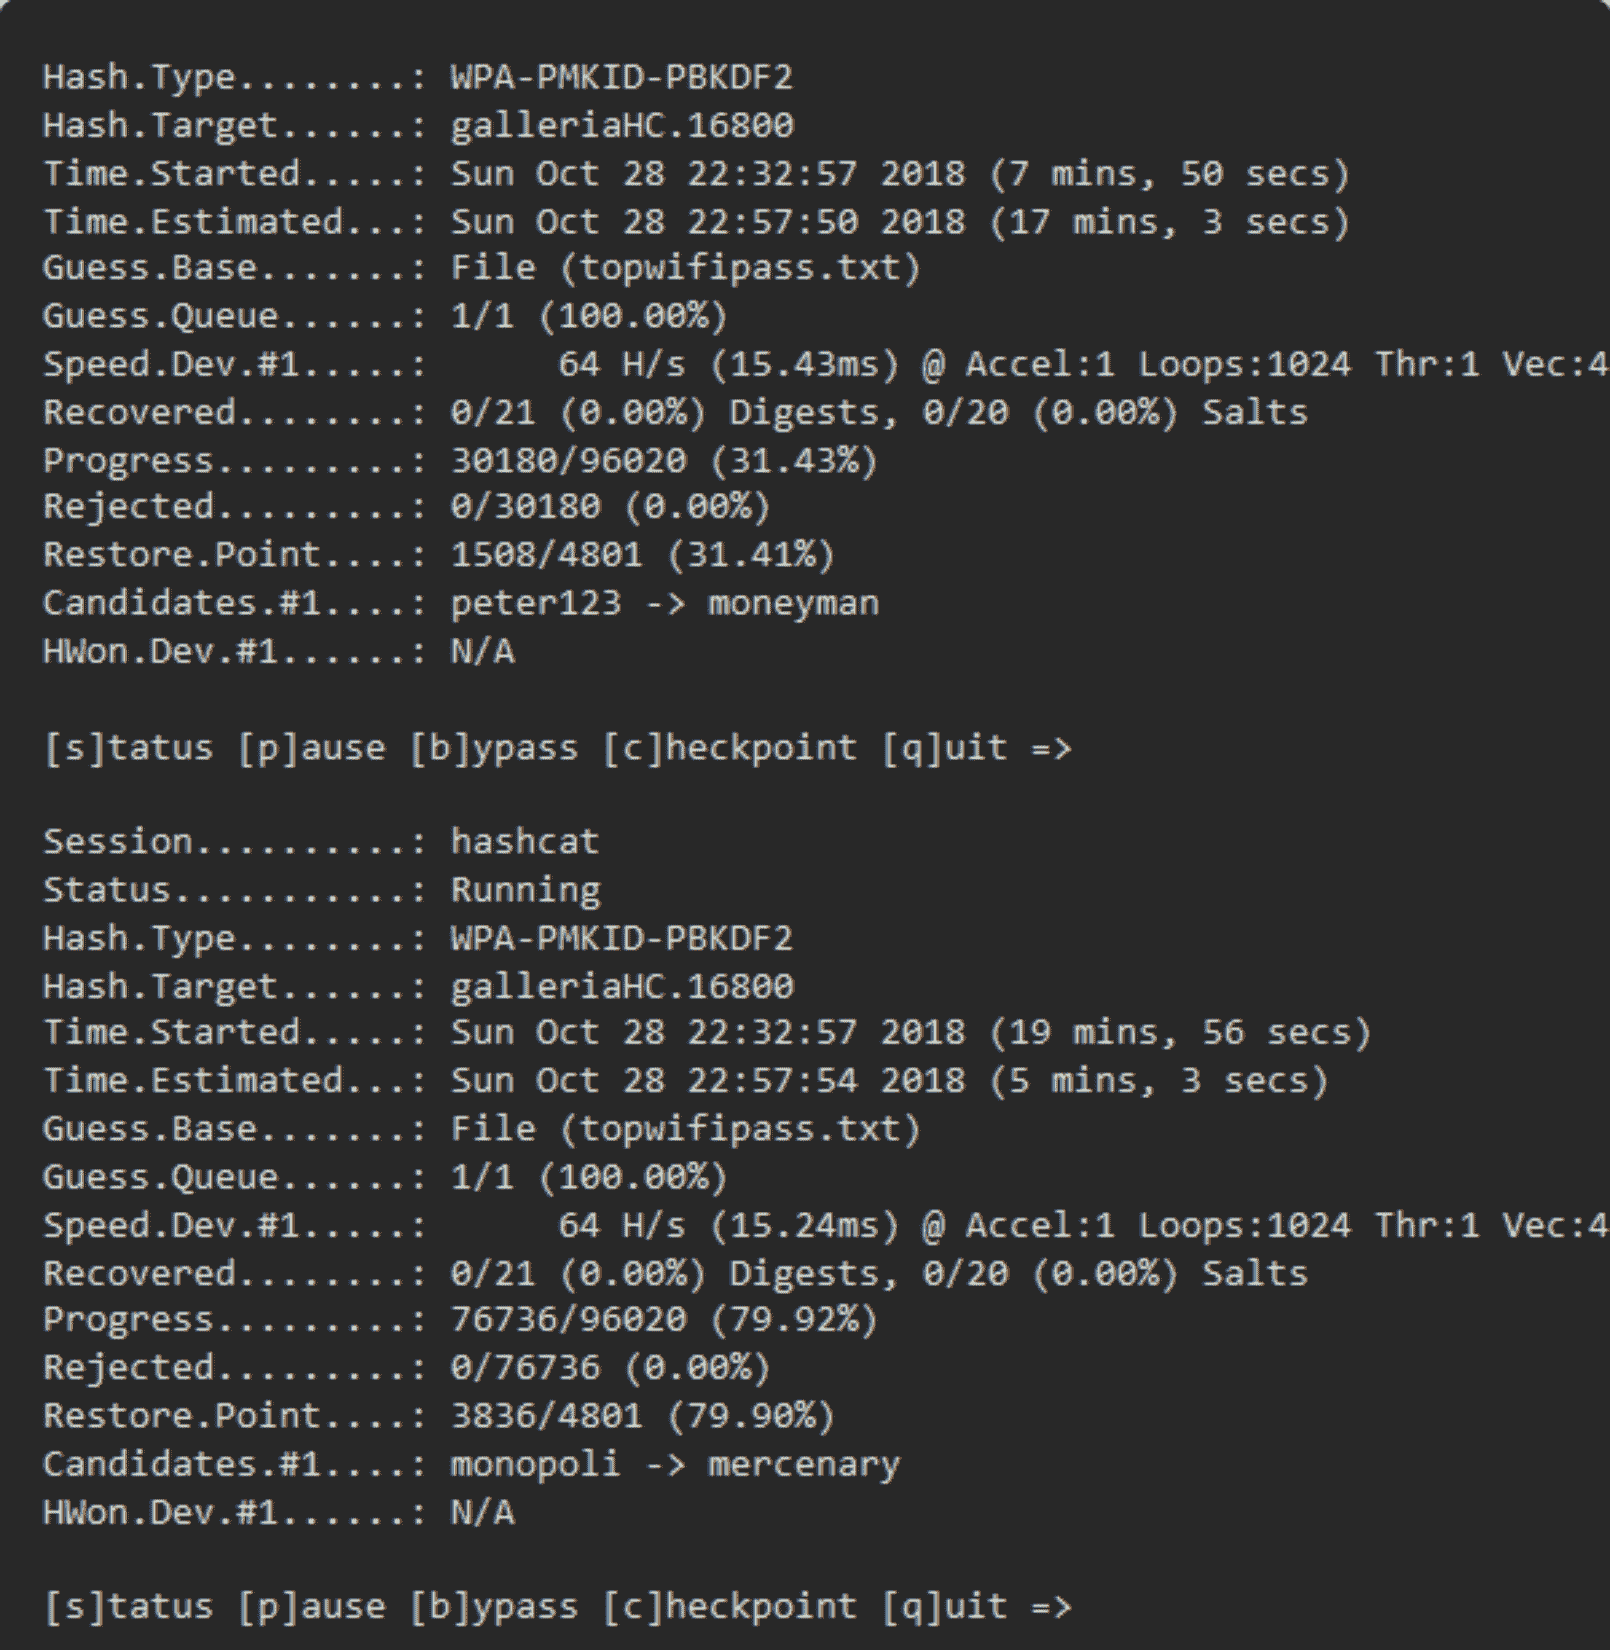 Hash.Type........: WPA-PMKID-PBKDF2
Hash.Target......: galleriaHC.16800
Time.Started.....: Sun Oct 28 22:32:57 2018 (7 mins, 50 secs)
Time.Estimated...: Sun Oct 28 22:57:50 2018 (17 mins, 3 secs)
Guess.Base.......: File (topwifipass.txt)
Guess.Queue......: 1/1 (100.00%)
Speed.Dev.#1.....:      64 H/s (15.43ms) @ Accel:1 Loops:1024 Thr:1 Vec:4
Recovered........: 0/21 (0.00%) Digests, 0/20 (0.00%) Salts
Progress.........: 30180/96020 (31.43%)
Rejected.........: 0/30180 (0.00%)
Restore.Point....: 1508/4801 (31.41%)
Candidates.#1....: peter123 -> moneyman
HWon.Dev.#1......: N/A
[s]tatus [p]ause [b]ypass [c]heckpoint [q]uit =>
Session..........: hashcat
Status...........: Running
Hash.Type........: WPA-PMKID-PBKDF2
Hash.Target......: galleriaHC.16800
Time.Started.....: Sun Oct 28 22:32:57 2018 (19 mins, 56 secs)
Time.Estimated...: Sun Oct 28 22:57:54 2018 (5 mins, 3 secs)
Guess.Base.......: File (topwifipass.txt)
Guess.Queue......: 1/1 (100.00%)
Speed.Dev.#1.....:      64 H/s (15.24ms) @ Accel:1 Loops:1024 Thr:1 Vec:4
Recovered........: 0/21 (0.00%) Digests, 0/20 (0.00%) Salts
Progress.........: 76736/96020 (79.92%)
Rejected.........: 0/76736 (0.00%)
Restore.Point....: 3836/4801 (79.90%)
Candidates.#1....: monopoli -> mercenary
HWon.Dev.#1......: N/A
[s]tatus [p]ause [b]ypass [c]heckpoint [q]uit =>